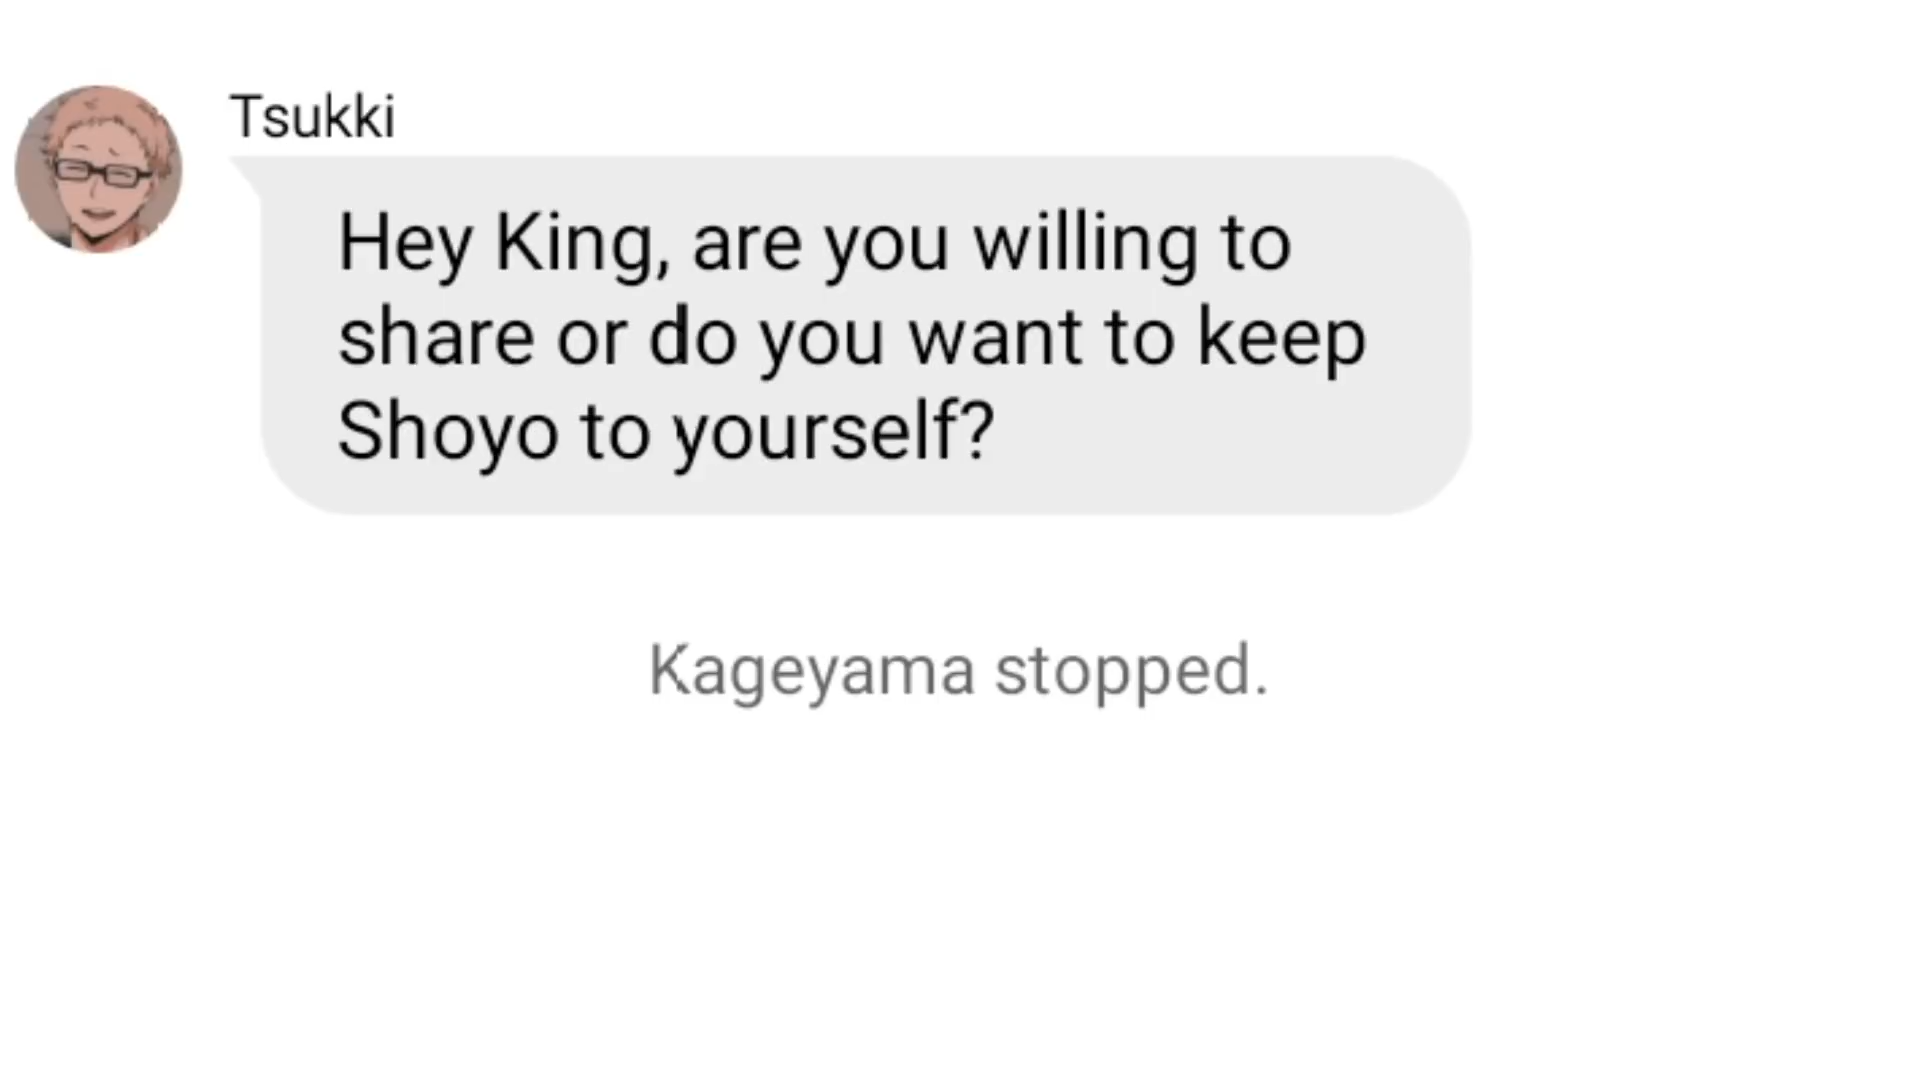 Tsukki
Hey King, are you willing to
share or do you want to keep
Shoyo to yourself?
Kageyama stopped.